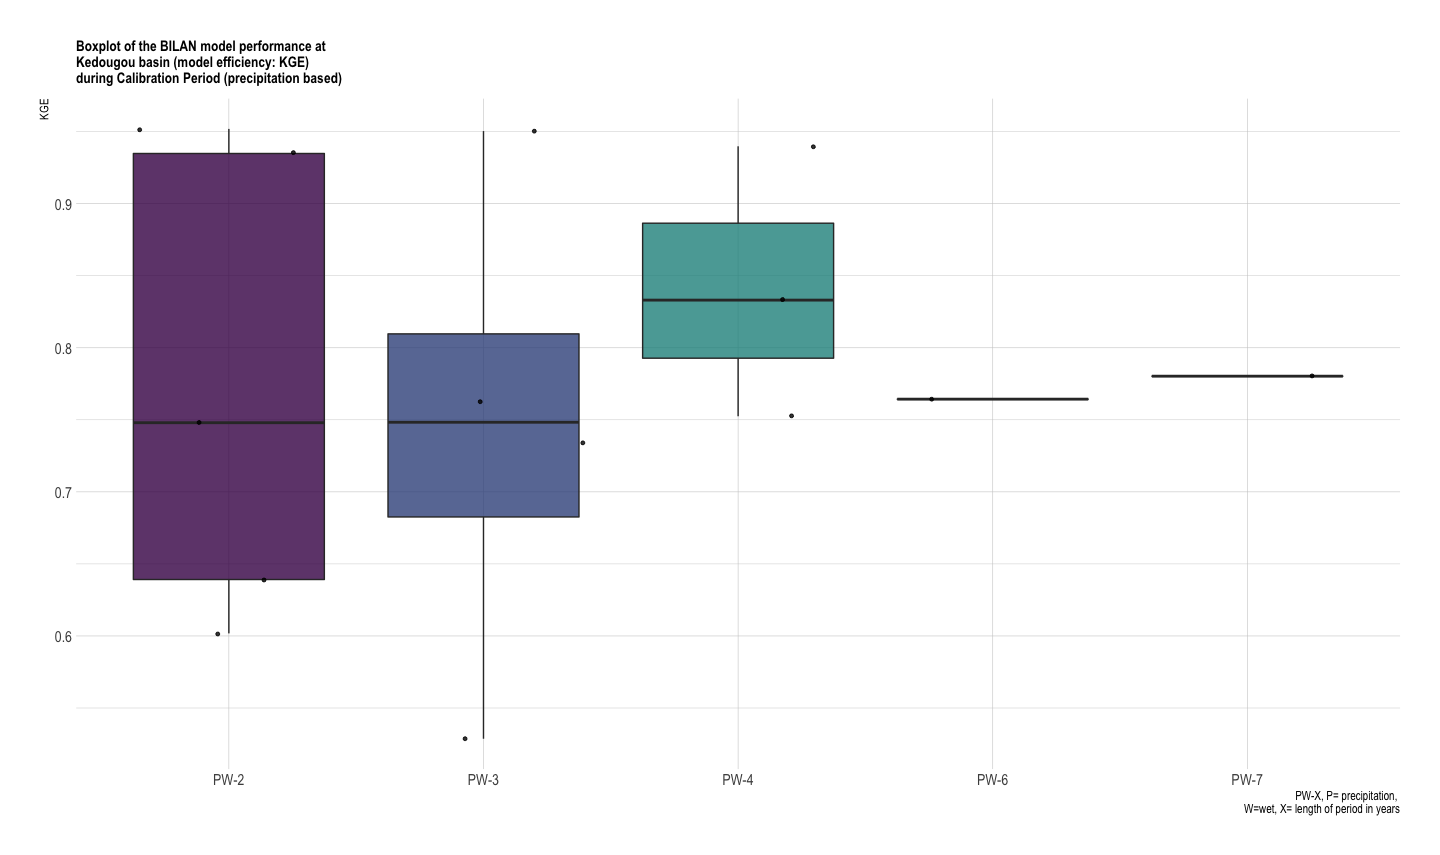 Boxplot of the BILAN model performance at
Kedougou basin (model efficiency: KGE)
during Calibration Period (precipitation based)
KGE
0.9
0.8
0.7
0.6
PW-2 PW-3 PW-4 PW-6 PW-7
PW-X, P= precipitation,
W=wet, X= length of period in years